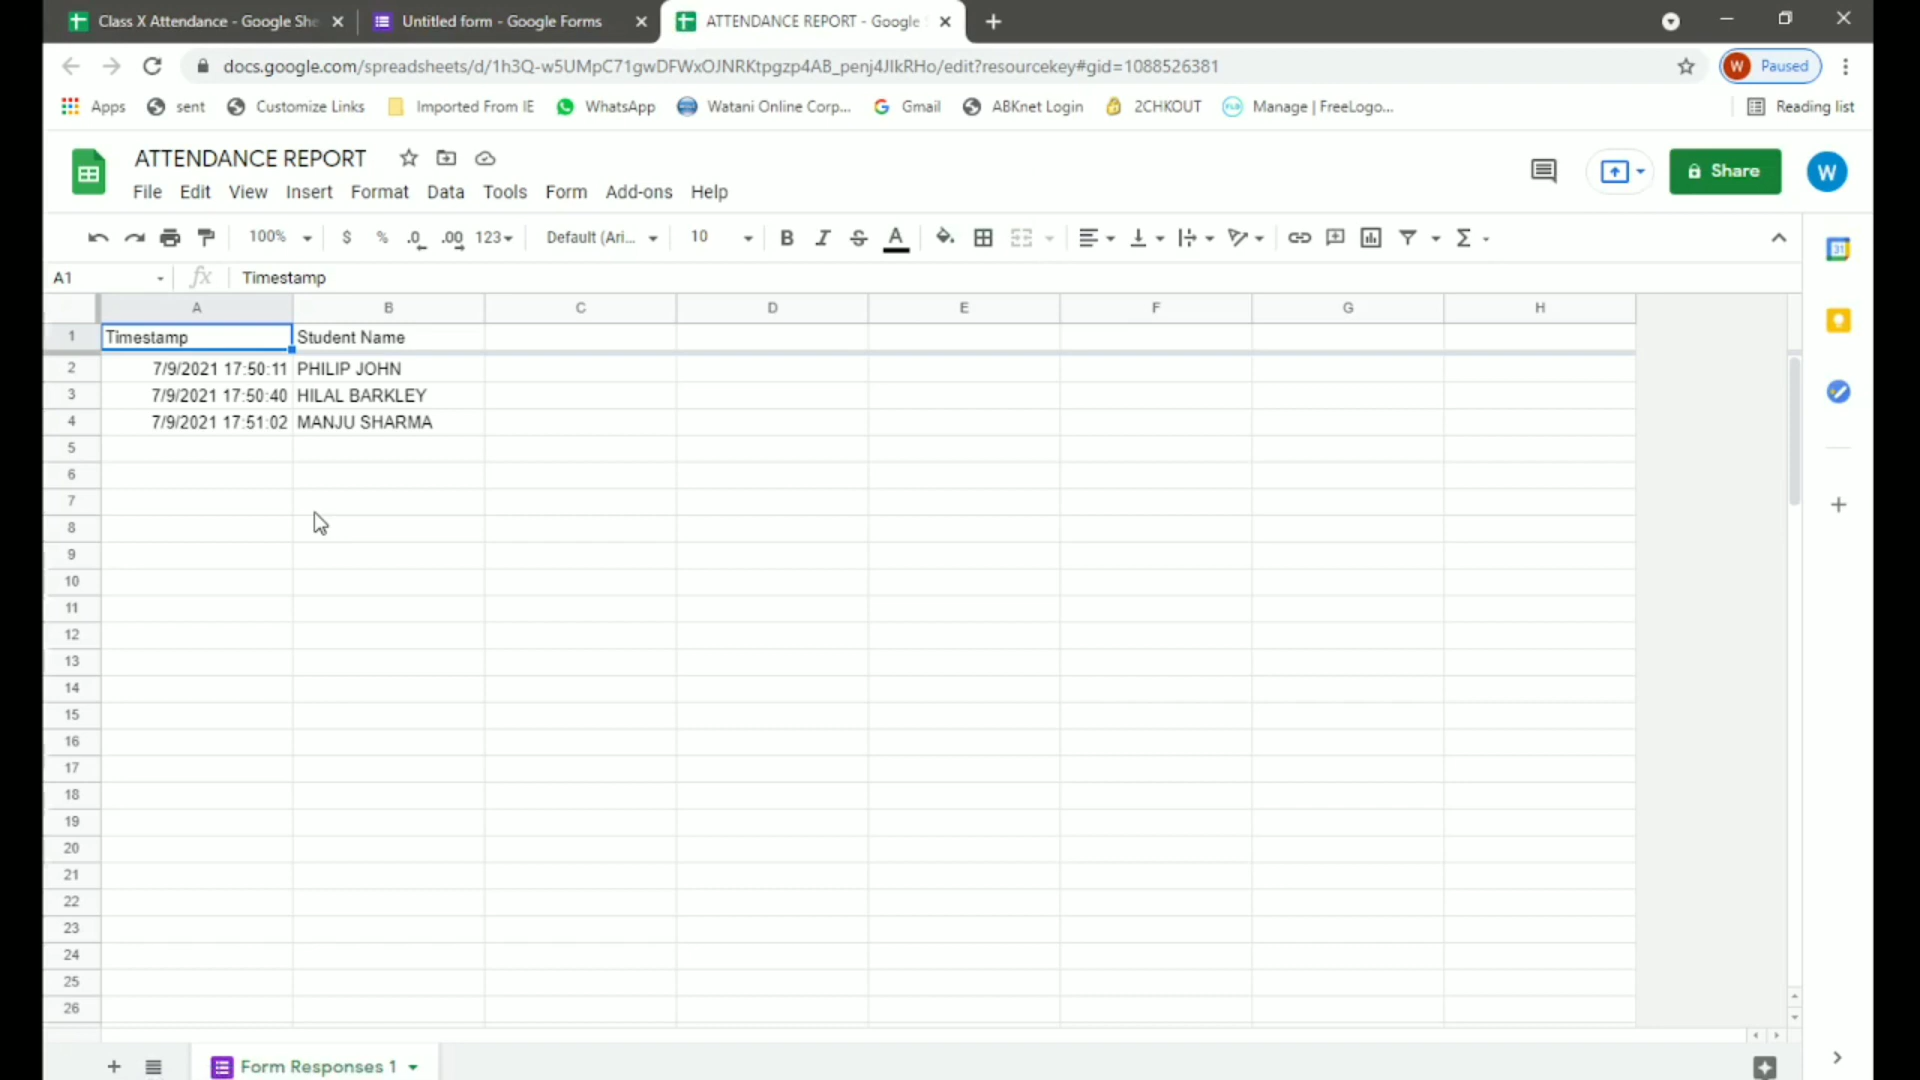 Class X Attendance - Google She
Untitled form - Google Forms
ATTENDANCE REPORT - Google S
docs.google.com/spreadsheets/d/1h3Q-w5UMpC71gwDFWxOJNRKtpgzp4AB_penj4JlkRHo/edit?resourcekey#gid=1088526381
W Paused
Apps sent Customize Links Imported From IE WhatsApp Watani Online Corp... Gmail ABKnet Login 2CHKOUT Manage | FreeLogo... Reading list
ATTENDANCE REPORT
Share
W
File Edit View Insert Format Data Tools Form Add-ons Help
100% $ % .0 .00 123 Default (Ari... 10 B I S A Σ
31
A1 fx Timestamp
A B C D E F G H
1 Timestamp Student Name
2 7/9/2021 17:50:11 PHILIP JOHN
3 7/9/2021 17:50:40 HILAL BARKLEY
4 7/9/2021 17:51:02 MANJU SHARMA
5
6
7
8
9
10
11
12
13
14
15
16
17
18
19
20
21
22
23
24
25
26
Form Responses 1